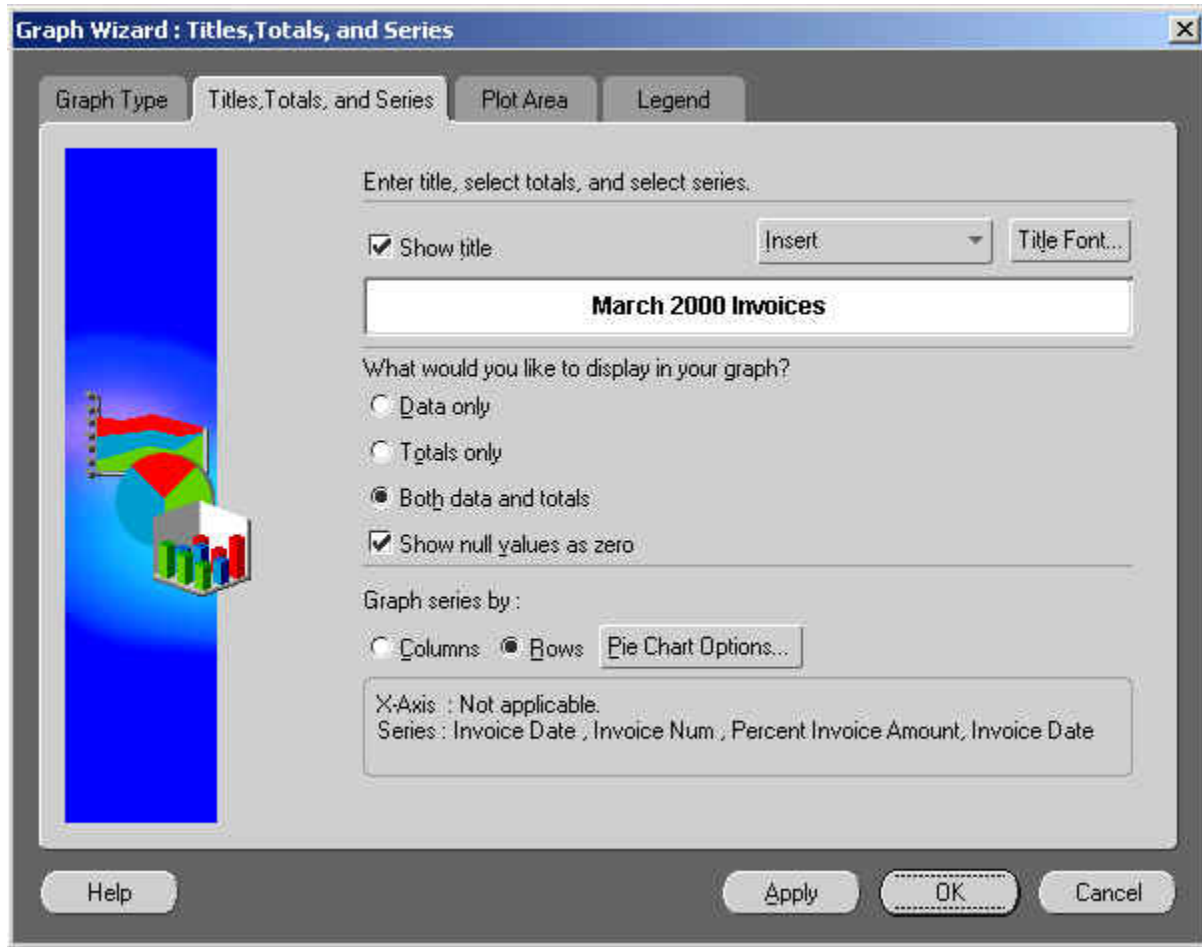 Graph Wizard : Titles,Totals, and Series
Graph Type Titles,Totals, and Series Plot Area Legend
Enter title, select totals, and select series.
Show title Insert Title Font...
March 2000 Invoices
What would you like to display in your graph?
Data only
Totals only
Both data and totals
Show null values as zero
Graph series by :
Columns Rows Pie Chart Options...
X-Axis : Not applicable.
Series : Invoice Date , Invoice Num , Percent Invoice Amount, Invoice Date
Help Apply OK Cancel